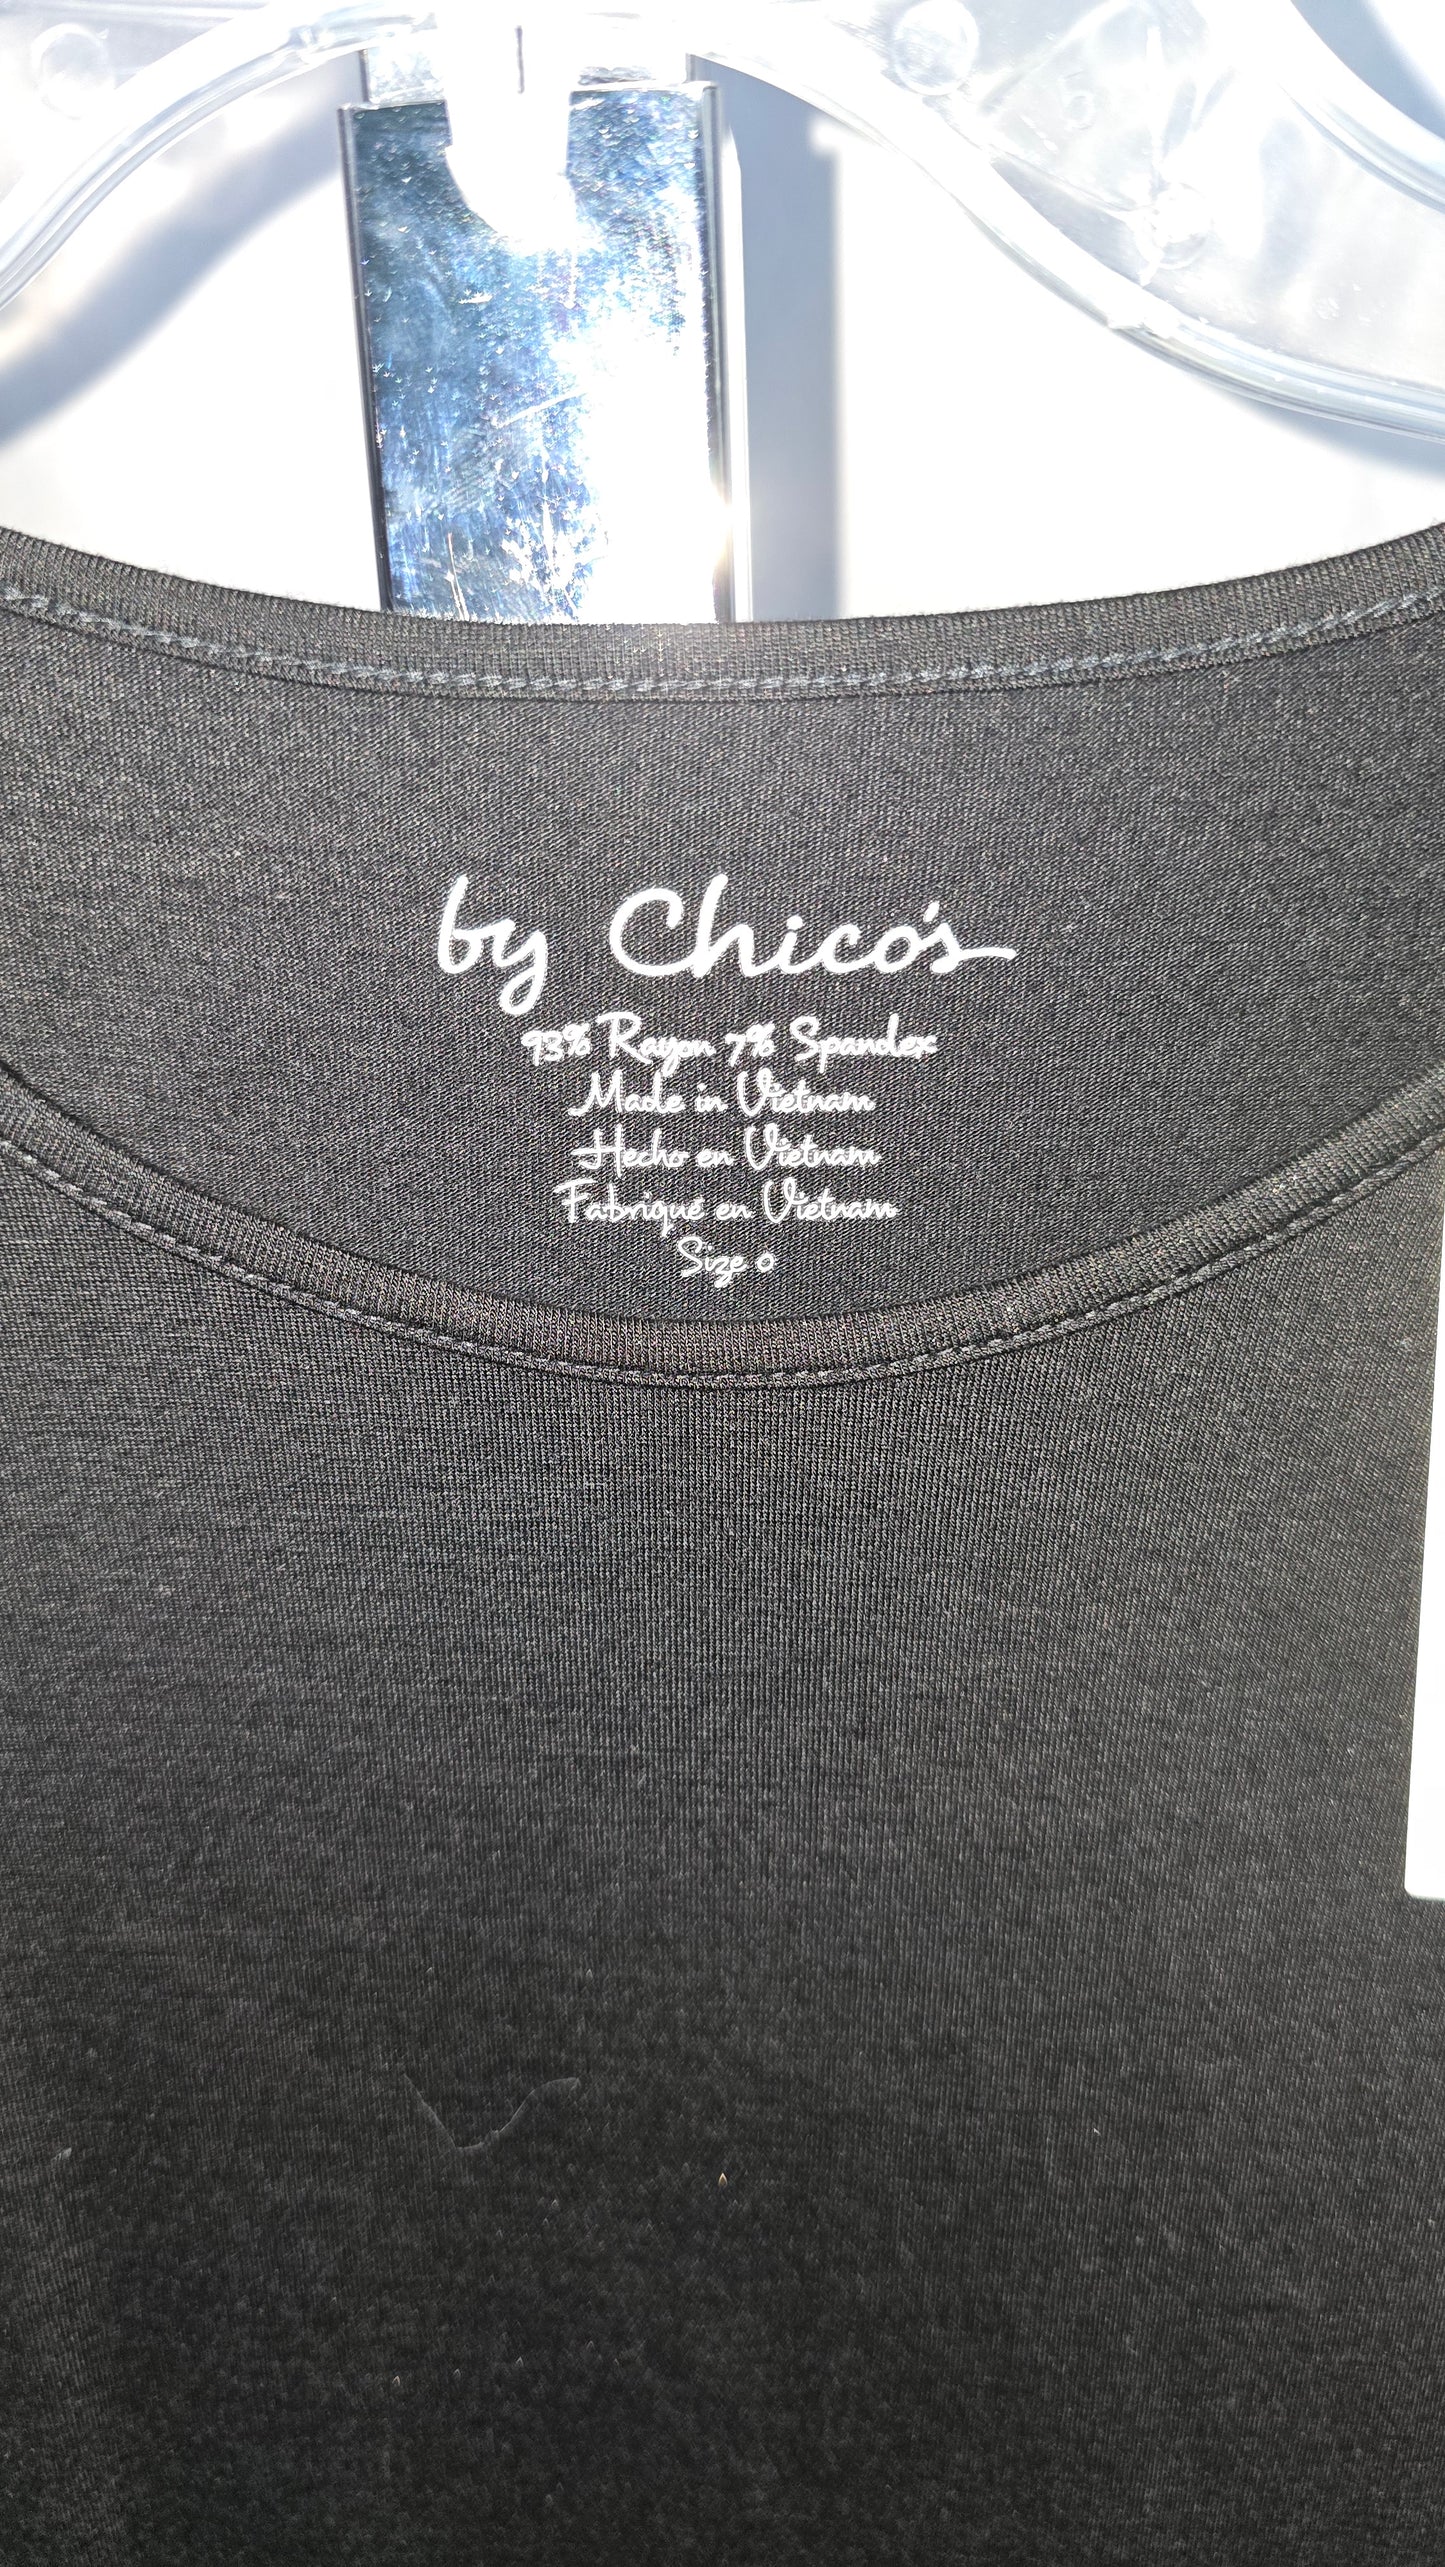 by Chico's
93% Rayon 7% Spandex
Made in Vietnam
Hecho en Vietnam
Fabriqué en Vietnam
Size 0